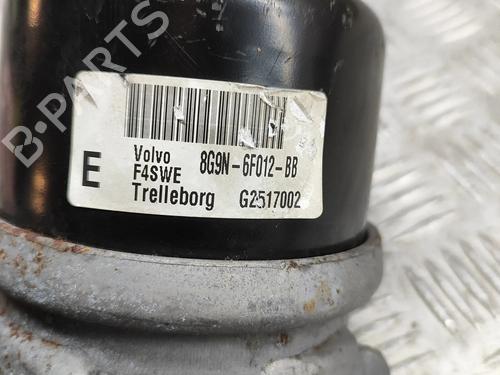 B-PARTS
E
Volvo 8G9N-6F012-BB
F4SWE
Trelleborg G2517002